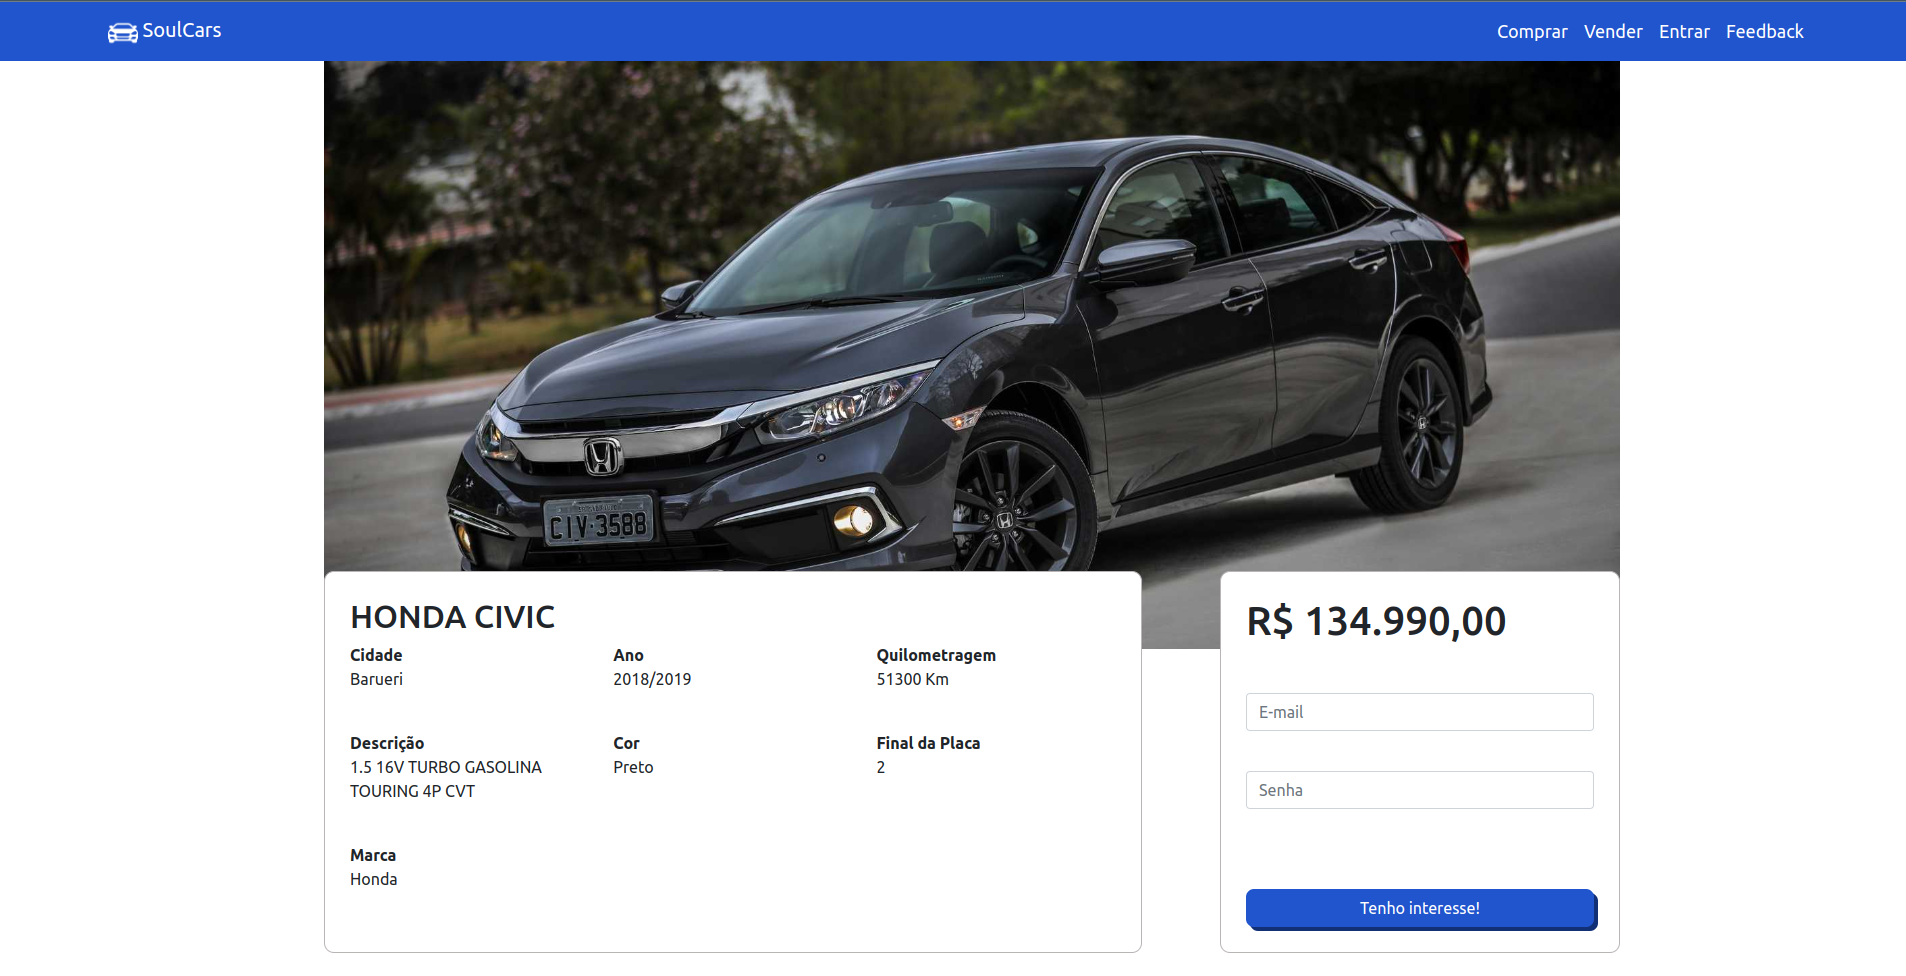 SoulCars
Comprar Vender Entrar Feedback
CIV·3588
HONDA CIVIC
Cidade Ano Quilometragem
Barueri 2018/2019 51300 Km
Descrição Cor Final da Placa
1.5 16V TURBO GASOLINA Preto 2
TOURING 4P CVT
Marca
Honda
R$ 134.990,00
E-mail
Senha
Tenho interesse!